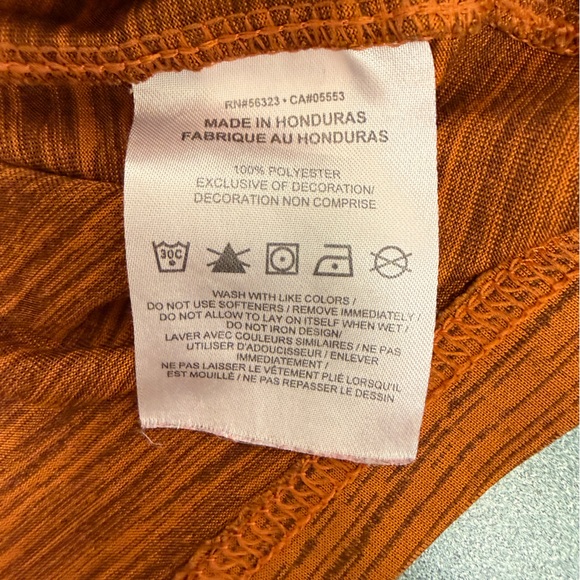 RN#56323 • CA#05553
MADE IN HONDURAS
FABRIQUE AU HONDURAS
100% POLYESTER
EXCLUSIVE OF DECORATION/
DECORATION NON COMPRISE
30C
WASH WITH LIKE COLORS /
DO NOT USE SOFTENERS / REMOVE IMMEDIATELY /
DO NOT ALLOW TO LAY ON ITSELF WHEN WET /
DO NOT IRON DESIGN/
LAVER AVEC COULEURS SIMILAIRES / NE PAS
UTILISER D'ADOUCISSEUR / ENLEVER
IMMEDIATEMENT /
NE PAS LAISSER LE VÊTEMENT PLIÉ LORSQU'IL
EST MOUILLÉ / NE PAS REPASSER LE DESSIN